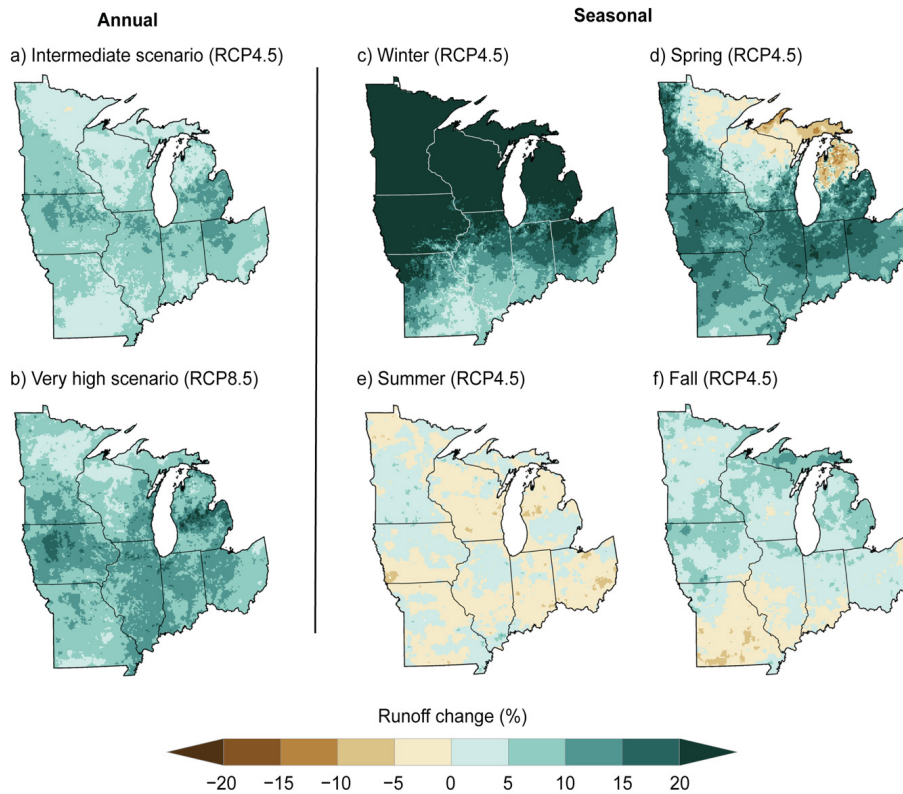 Annual
Seasonal
a) Intermediate scenario (RCP4.5)
c) Winter (RCP4.5)
d) Spring (RCP4.5)
b) Very high scenario (RCP8.5)
e) Summer (RCP4.5)
f) Fall (RCP4.5)
Runoff change (%)
−20 −15 −10 −5 0 5 10 15 20